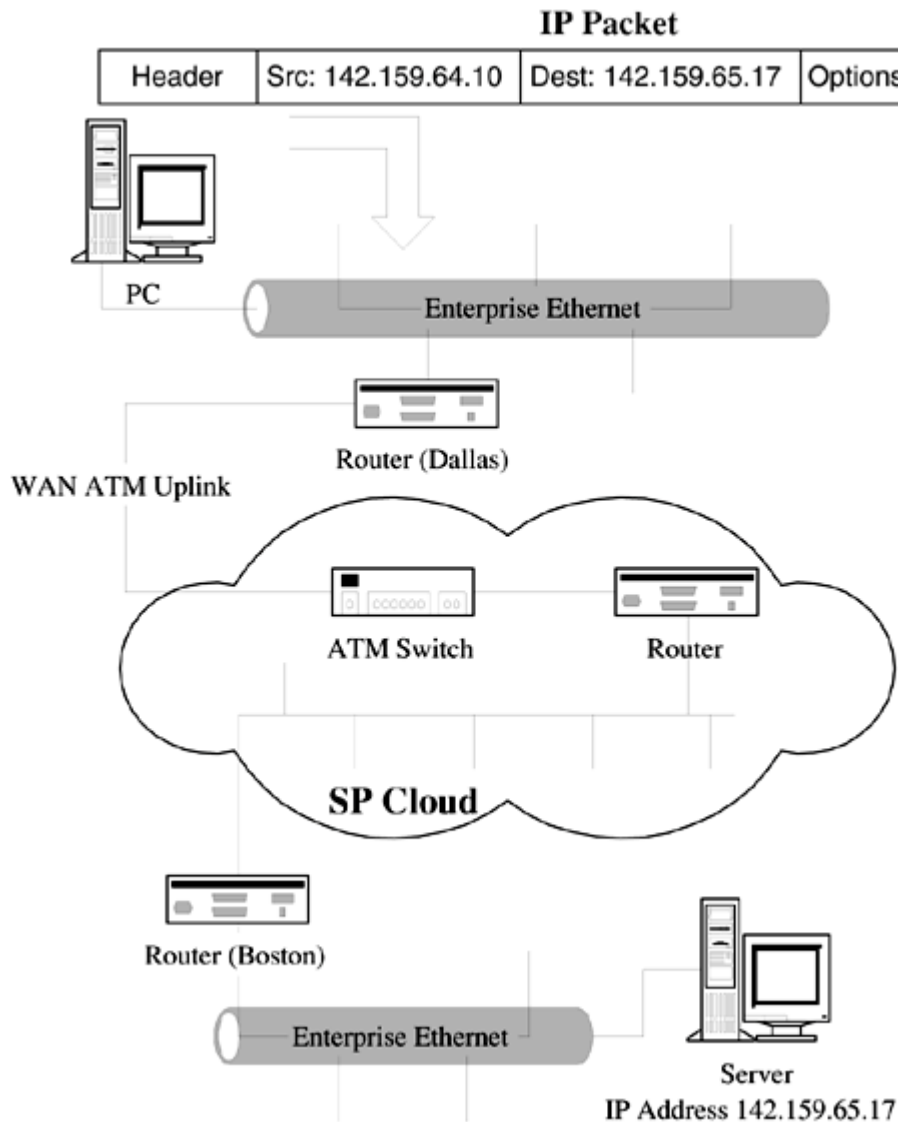 IP Packet
Header Src: 142.159.64.10 Dest: 142.159.65.17 Options
PC
Enterprise Ethernet
Router (Dallas)
WAN ATM Uplink
ATM Switch
Router
SP Cloud
Router (Boston)
Enterprise Ethernet
Server
IP Address 142.159.65.17